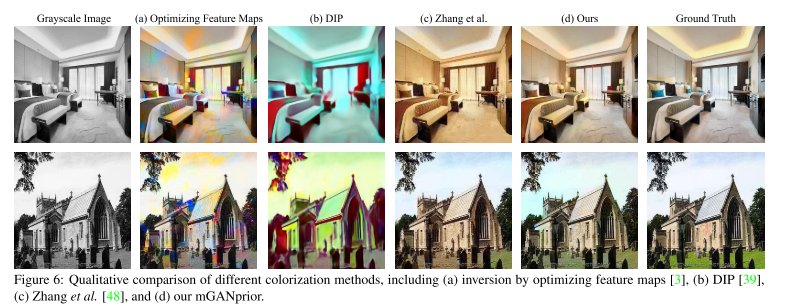 Grayscale Image (a) Optimizing Feature Maps (b) DIP (c) Zhang et al. (d) Ours Ground Truth
Figure 6: Qualitative comparison of different colorization methods, including (a) inversion by optimizing feature maps [3], (b) DIP [39],
(c) Zhang et al. [48], and (d) our mGANprior.